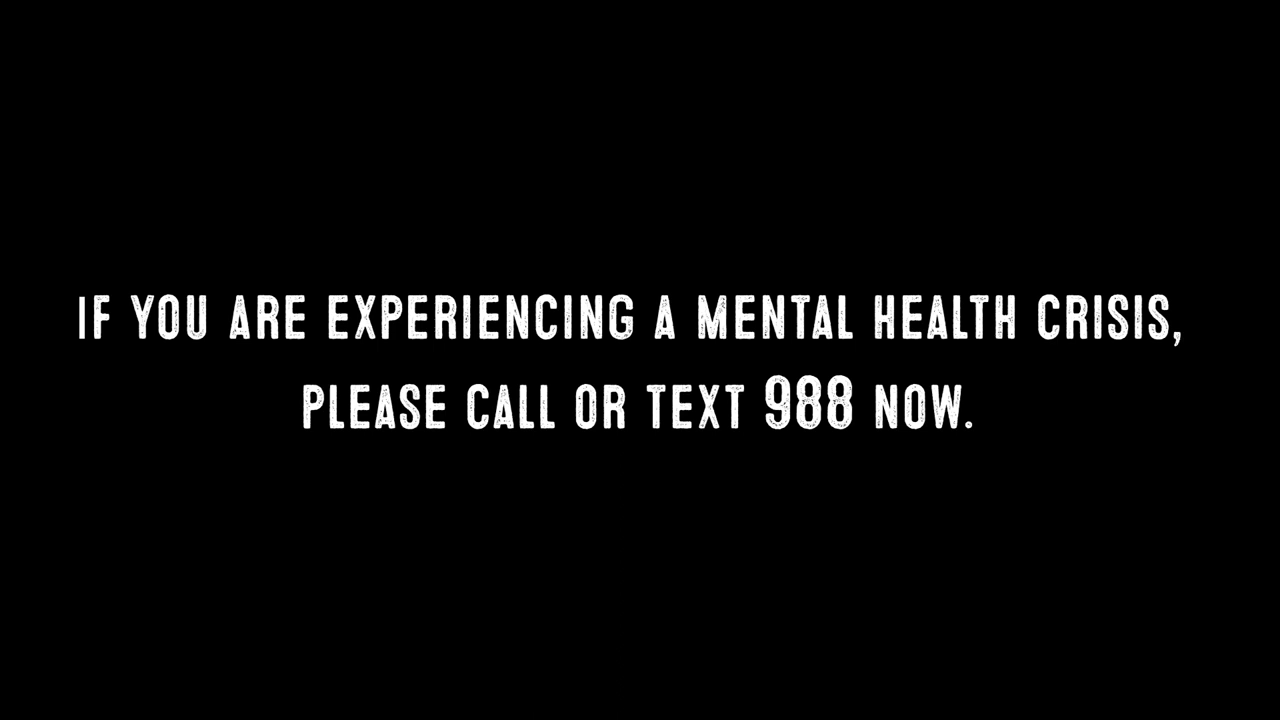 IF YOU ARE EXPERIENCING A MENTAL HEALTH CRISIS,
PLEASE CALL OR TEXT 988 NOW.